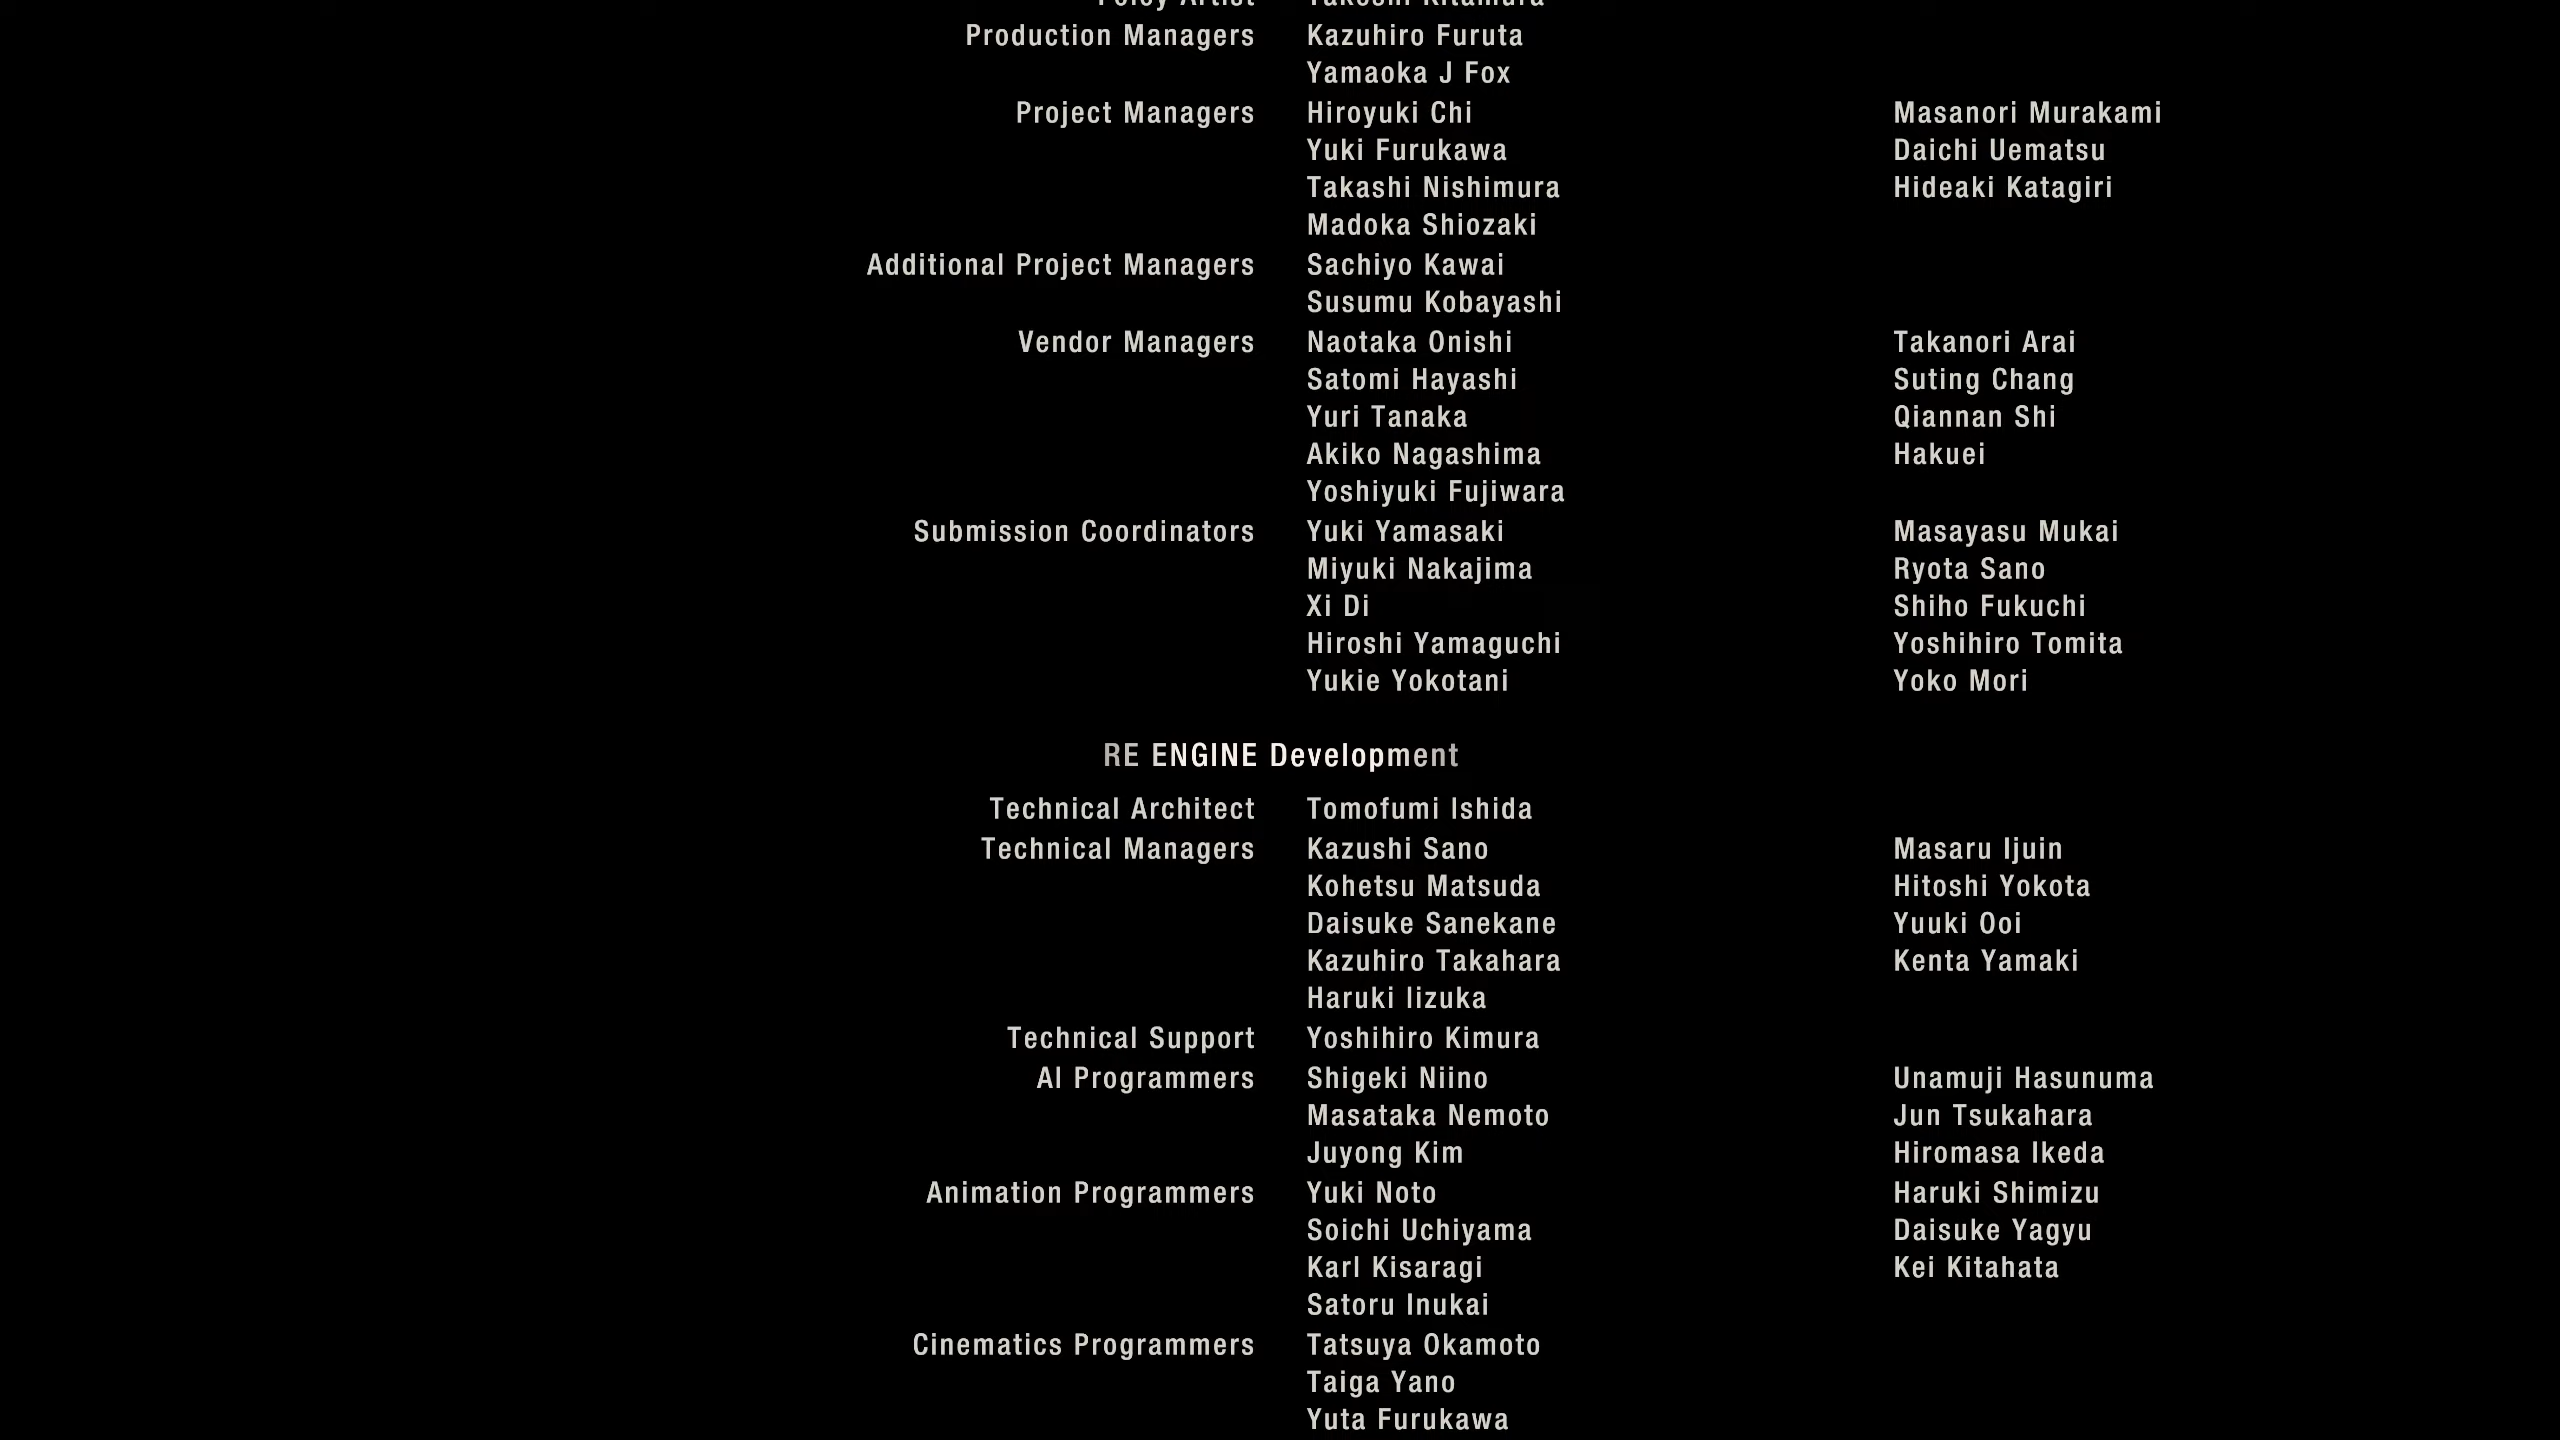 Foley Artist Takeshi Kitamura
Production Managers Kazuhiro Furuta
Yamaoka J Fox
Project Managers Hiroyuki Chi Masanori Murakami
Yuki Furukawa Daichi Uematsu
Takashi Nishimura Hideaki Katagiri
Madoka Shiozaki
Additional Project Managers Sachiyo Kawai
Susumu Kobayashi
Vendor Managers Naotaka Onishi Takanori Arai
Satomi Hayashi Suting Chang
Yuri Tanaka Qiannan Shi
Akiko Nagashima Hakuei
Yoshiyuki Fujiwara
Submission Coordinators Yuki Yamasaki Masayasu Mukai
Miyuki Nakajima Ryota Sano
Xi Di Shiho Fukuchi
Hiroshi Yamaguchi Yoshihiro Tomita
Yukie Yokotani Yoko Mori
RE ENGINE Development
Technical Architect Tomofumi Ishida
Technical Managers Kazushi Sano Masaru Ijuin
Kohetsu Matsuda Hitoshi Yokota
Daisuke Sanekane Yuuki Ooi
Kazuhiro Takahara Kenta Yamaki
Haruki Iizuka
Technical Support Yoshihiro Kimura
AI Programmers Shigeki Niino Unamuji Hasunuma
Masataka Nemoto Jun Tsukahara
Juyong Kim Hiromasa Ikeda
Animation Programmers Yuki Noto Haruki Shimizu
Soichi Uchiyama Daisuke Yagyu
Karl Kisaragi Kei Kitahata
Satoru Inukai
Cinematics Programmers Tatsuya Okamoto
Taiga Yano
Yuta Furukawa